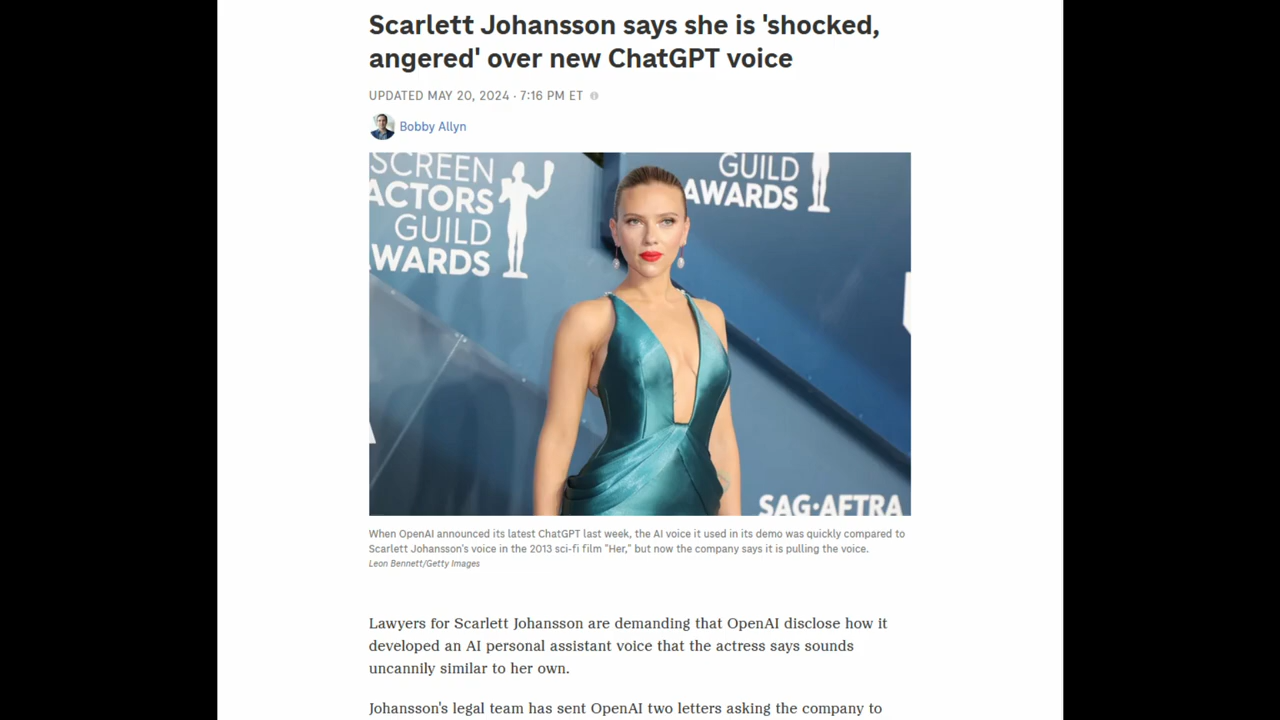 Scarlett Johansson says she is 'shocked,
angered' over new ChatGPT voice
UPDATED MAY 20, 2024 · 7:16 PM ET
Bobby Allyn
SCREEN
ACTORS
GUILD
AWARDS
GUILD
AWARDS
SAG·AFTRA
When OpenAI announced its latest ChatGPT last week, the AI voice it used in its demo was quickly compared to
Scarlett Johansson's voice in the 2013 sci-fi film "Her," but now the company says it is pulling the voice.
Leon Bennett/Getty Images
Lawyers for Scarlett Johansson are demanding that OpenAI disclose how it
developed an AI personal assistant voice that the actress says sounds
uncannily similar to her own.
Johansson's legal team has sent OpenAI two letters asking the company to